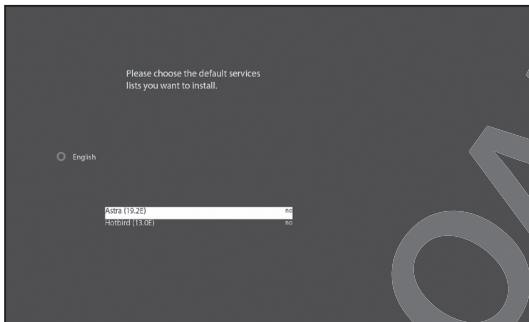 Please choose the default services
lists you want to install.
English
Astra (19.2E) no
Hotbird (13.0E) no